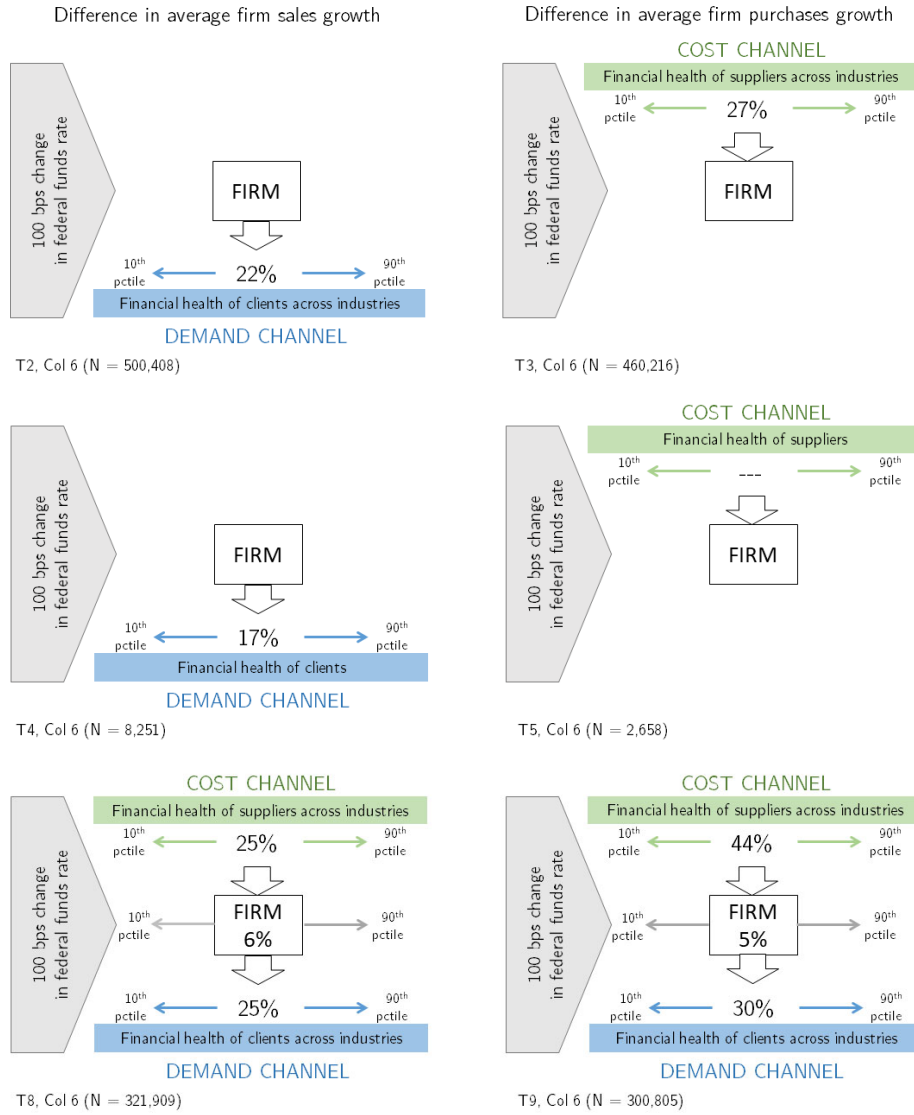 Difference in average firm sales growth
100 bps change
in federal funds rate
FIRM
10th
pctile
22%
90th
pctile
Financial health of clients across industries
DEMAND CHANNEL
T2, Col 6 (N = 500,408)
Difference in average firm purchases growth
COST CHANNEL
Financial health of suppliers across industries
100 bps change
in federal funds rate
10th
pctile
27%
90th
pctile
FIRM
T3, Col 6 (N = 460,216)
100 bps change
in federal funds rate
FIRM
10th
pctile
17%
90th
pctile
Financial health of clients
DEMAND CHANNEL
T4, Col 6 (N = 8,251)
COST CHANNEL
Financial health of suppliers
100 bps change
in federal funds rate
10th
pctile
---
90th
pctile
FIRM
T5, Col 6 (N = 2,658)
COST CHANNEL
Financial health of suppliers across industries
100 bps change
in federal funds rate
10th
pctile
25%
90th
pctile
10th
pctile
FIRM
6%
90th
pctile
10th
pctile
25%
90th
pctile
Financial health of clients across industries
DEMAND CHANNEL
T8, Col 6 (N = 321,909)
COST CHANNEL
Financial health of suppliers across industries
100 bps change
in federal funds rate
10th
pctile
44%
90th
pctile
10th
pctile
FIRM
5%
90th
pctile
10th
pctile
30%
90th
pctile
Financial health of clients across industries
DEMAND CHANNEL
T9, Col 6 (N = 300,805)